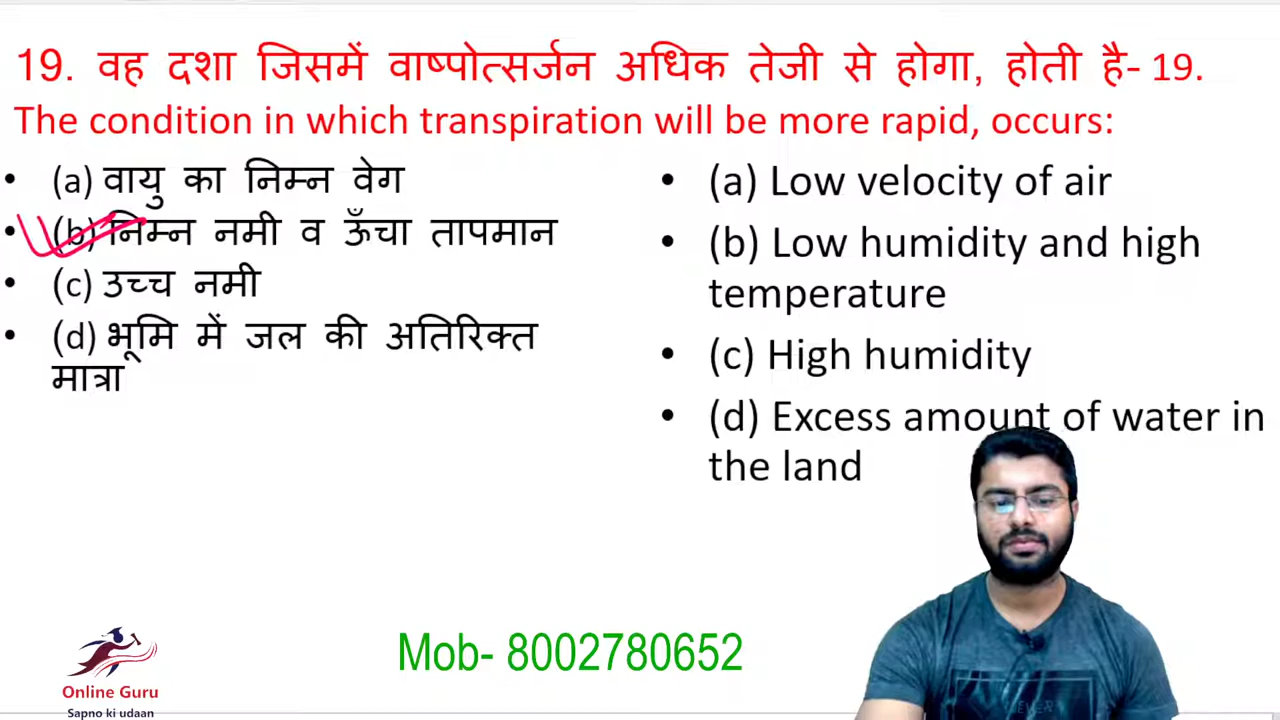 19. वह दशा जिसमें वाष्पोत्सर्जन अधिक तेजी से होगा, होती है- 19.
The condition in which transpiration will be more rapid, occurs:
• (a) वायु का निम्न वेग
• (b) निम्न नमी व ऊँचा तापमान
• (c) उच्च नमी
• (d) भूमि में जल की अतिरिक्त
मात्रा
• (a) Low velocity of air
• (b) Low humidity and high
temperature
• (c) High humidity
• (d) Excess amount of water in
the land
Mob- 8002780652
Online Guru
Sapno ki udaan